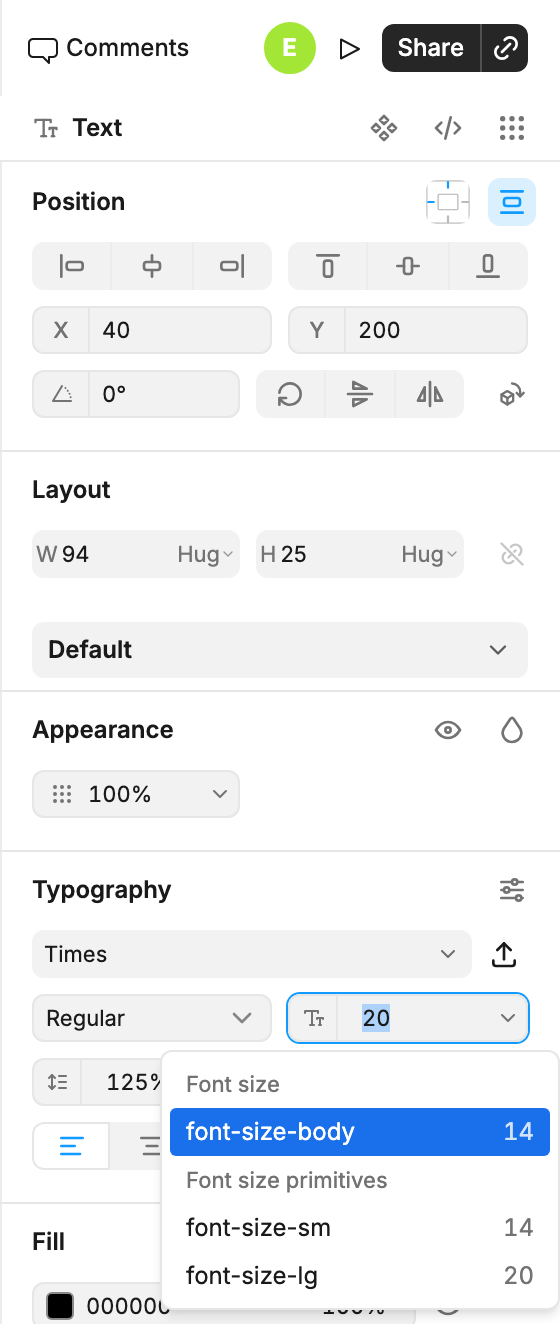 Comments
E
Share
Text
Position
X 40
Y 200
0°
Layout
W 94 Hug
H 25 Hug
Default
Appearance
100%
Typography
Times
Regular
20
125%
Font size
font-size-body 14
Font size primitives
font-size-sm 14
font-size-lg 20
Fill
000000 100%